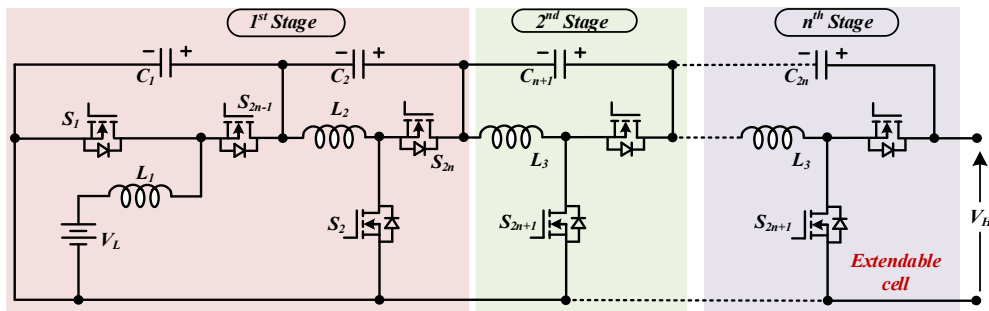 1st Stage
2nd Stage
nth Stage
− +
− +
− +
− +
C1
C2
Cn+1
C2n
S1
S2n-1
L2
S2n
L3
L3
L1
VL
S2
S2n+1
S2n+1
VH
Extendable
cell